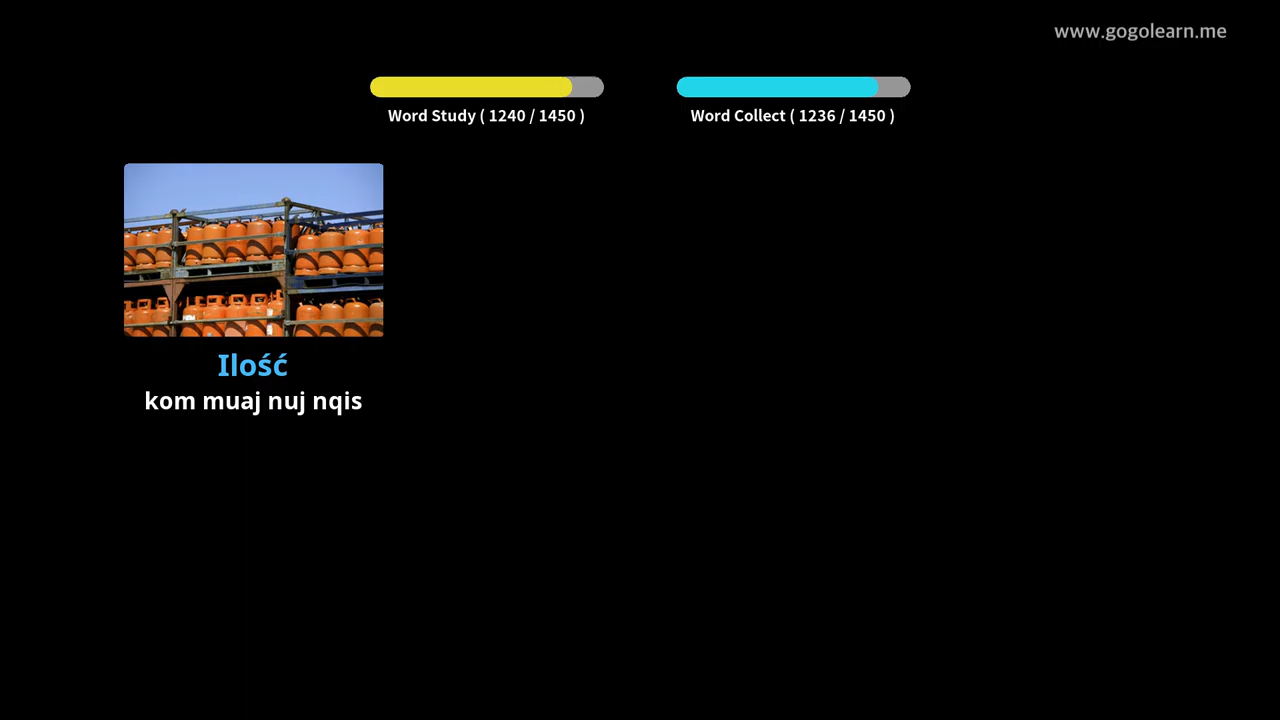 www.gogolearn.me
Word Study ( 1240 / 1450 )
Word Collect ( 1236 / 1450 )
Ilość
kom muaj nuj nqis